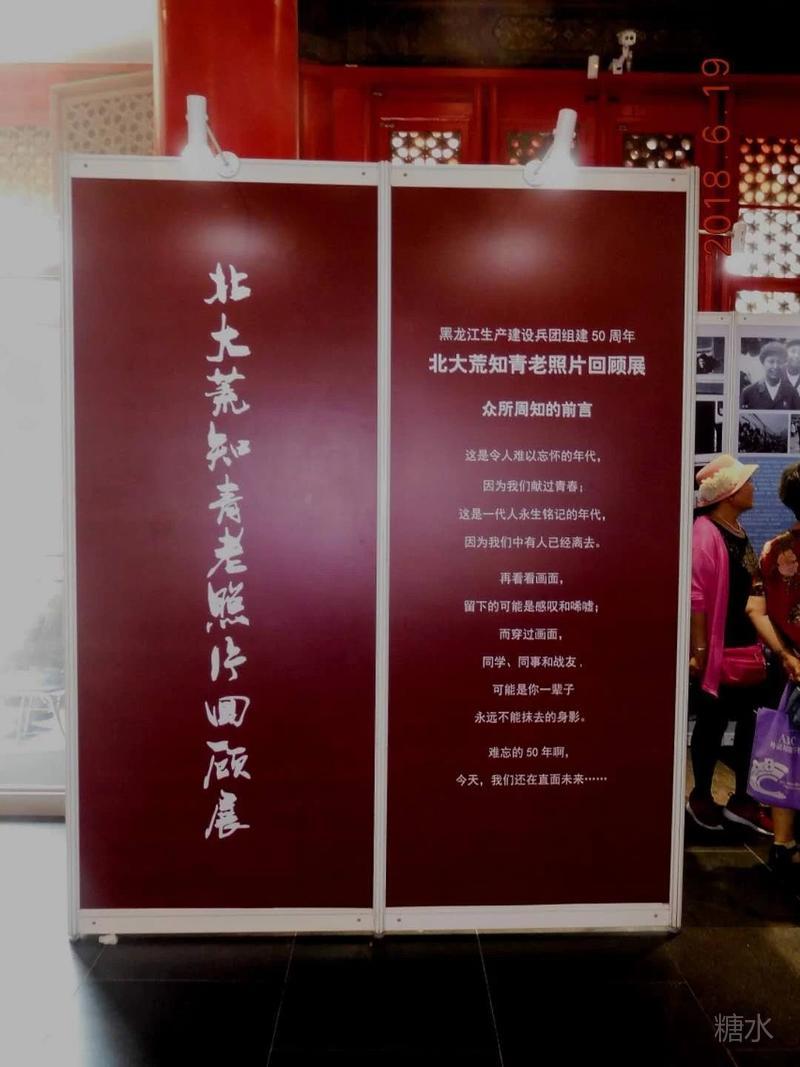 北大荒知青老照片回顾展
黑龙江生产建设兵团组建 50 周年
北大荒知青老照片回顾展
众所周知的前言
这是令人难以忘怀的年代，
因为我们献过青春；
这是一代人永生铭记的年代，
因为我们中有人已经离去。
再看看画面，
留下的可能是感叹和唏嘘；
而穿过画面，
同学、同事和战友，
可能是你一辈子
永远不能抹去的身影。
难忘的 50 年啊，
今天，我们还在直面未来……
2018.6.19
糖水